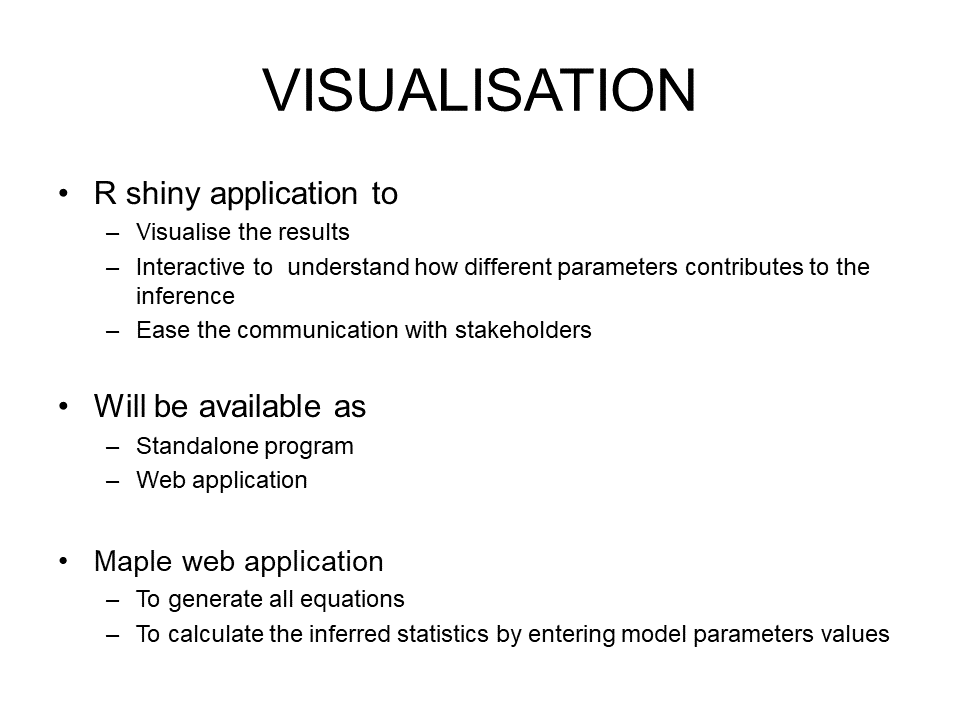 VISUALISATION
• R shiny application to
– Visualise the results
– Interactive to  understand how different parameters contributes to the
inference
– Ease the communication with stakeholders
• Will be available as
– Standalone program
– Web application
• Maple web application
– To generate all equations
– To calculate the inferred statistics by entering model parameters values